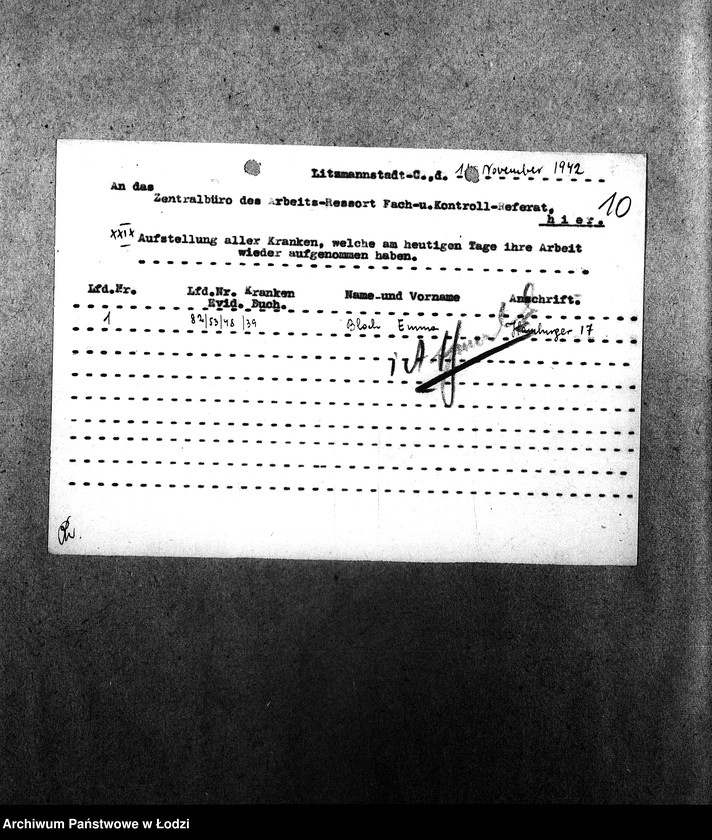 Litzmannstadt-G.,d. November 1942
An das
Zentralbüro des Arbeits-Ressort Fach-u.Kontroll-Referat,
hier.
10
XXIX Aufstellung aller Kranken, welche am heutigen Tage ihre Arbeit
wieder aufgenommen haben.
Lfd.Nr. Lfd.Nr. Kranken Name und Vorname Anschrift.
Evid. Buch.
1 82/53/48/39 Bloch Emma Hamburger 17
Archiwum Państwowe w Łodzi